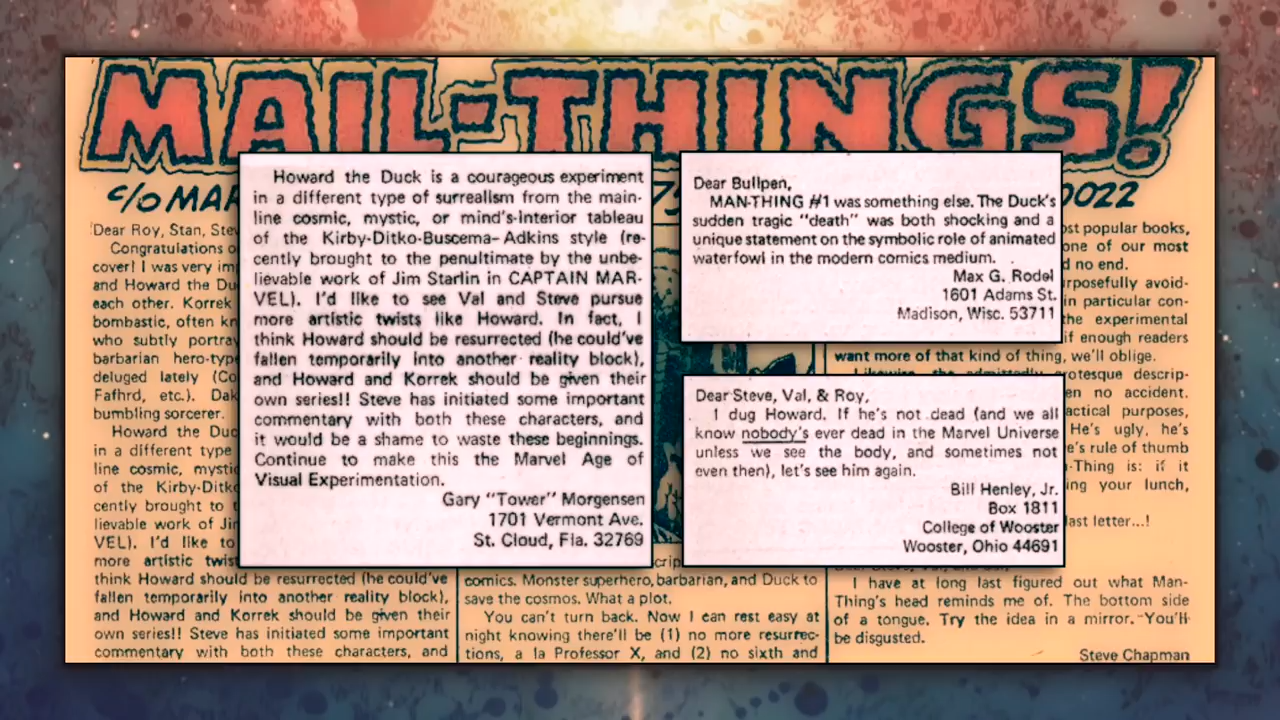 MAIL-THINGS!
c/o MAR
0022
Dear Roy, Stan, Stev
Congratulations o
cover! I was very im
and Howard the Du
each other. Korrek
bombastic, often kn
who subtly portray
barbarian hero-type
deluged lately (Co
Fafhrd, etc.). Dak
bumbling sorcerer.
Howard the Duc
in a different type
line cosmic, mystic
of the Kirby-Ditko
cently brought to t
lievable work of Jim
VEL). I'd like to
more artistic twist
think Howard should be resurrected (he could've
fallen temporarily into another reality block),
and Howard and Korrek should be given their
own series!! Steve has initiated some important
commentary with both these characters, and
Howard the Duck is a courageous experiment
in a different type of surrealism from the main-
line cosmic, mystic, or mind's-Interior tableau
of the Kirby-Ditko-Buscema-Adkins style (re-
cently brought to the penultimate by the unbe-
lievable work of Jim Starlin in CAPTAIN MAR-
VEL). I'd like to see Val and Steve pursue
more artistic twists like Howard. In fact, I
think Howard should be resurrected (he could've
fallen temporarily into another reality block),
and Howard and Korrek should be given their
own series!! Steve has initiated some important
commentary with both these characters, and
it would be a shame to waste these beginnings.
Continue to make this the Marvel Age of
Visual Experimentation.
Gary "Tower" Morgensen
1701 Vermont Ave.
St. Cloud, Fla. 32769
comics. Monster superhero, barbarian, and Duck to
save the cosmos. What a plot.
You can't turn back. Now I can rest easy at
night knowing there'll be (1) no more resurrec-
tions, a la Professor X, and (2) no sixth and
Dear Bullpen,
MAN-THING #1 was something else. The Duck's
sudden tragic "death" was both shocking and a
unique statement on the symbolic role of animated
waterfowl in the modern comics medium.
Max G. Rodel
1601 Adams St.
Madison, Wisc. 53711
Dear Steve, Val, & Roy,
I dug Howard. If he's not dead (and we all
know nobody's ever dead in the Marvel Universe
unless we see the body, and sometimes not
even then), let's see him again.
Bill Henley, Jr.
Box 1811
College of Wooster
Wooster, Ohio 44691
ost popular books,
one of our most
d no end.
rposefully avoid-
in particular con-
the experimental
if enough readers
want more of that kind of thing, we'll oblige.
rotesque descrip-
en no accident.
actical purposes,
He's ugly, he's
e's rule of thumb
-Thing is: if it
ing your lunch,
last letter...!
I have at long last figured out what Man-
Thing's head reminds me of. The bottom side
of a tongue. Try the idea in a mirror. You'll
be disgusted.
Steve Chapman